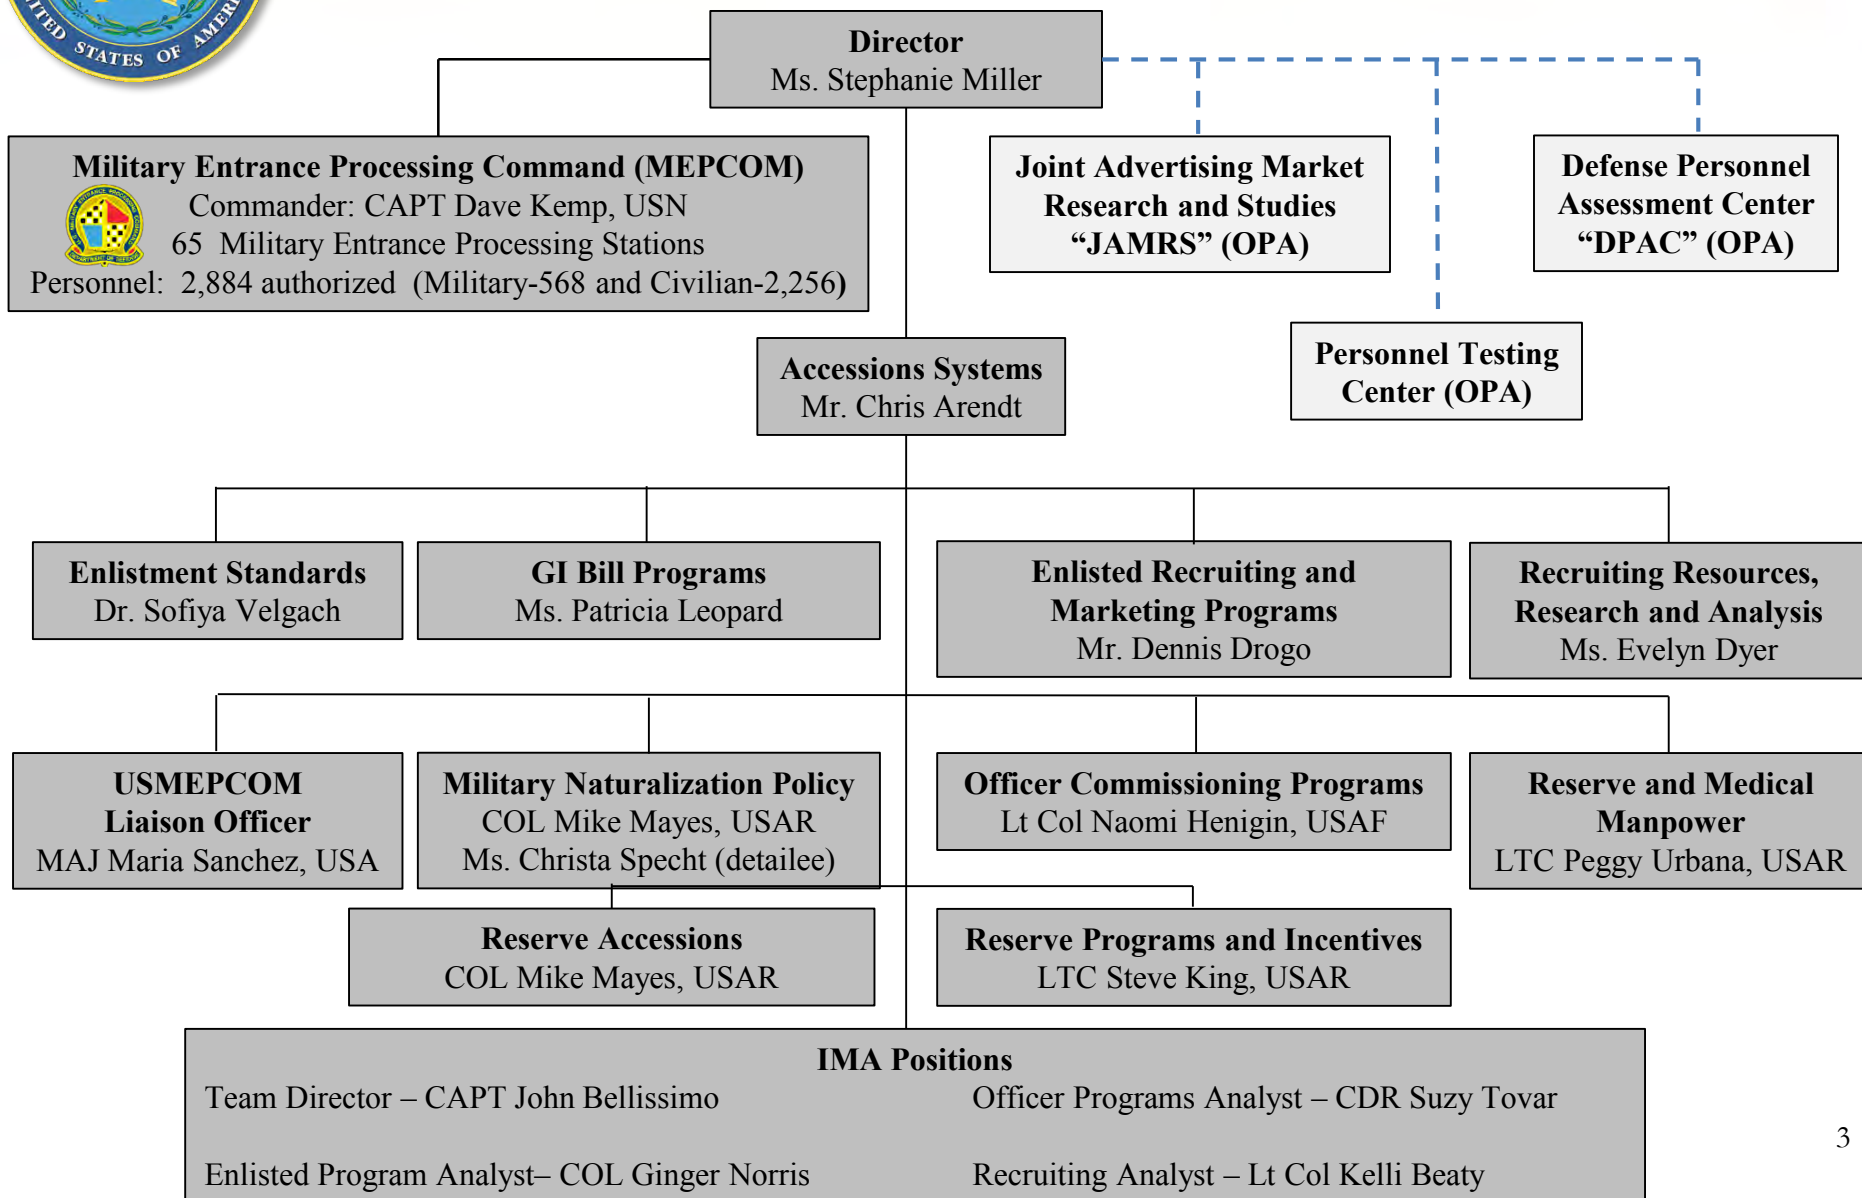 UNITED STATES OF AMER
Director
Ms. Stephanie Miller
Military Entrance Processing Command (MEPCOM)
Commander: CAPT Dave Kemp, USN
65 Military Entrance Processing Stations
Personnel: 2,884 authorized (Military-568 and Civilian-2,256)
Joint Advertising Market
Research and Studies
“JAMRS” (OPA)
Defense Personnel
Assessment Center
“DPAC” (OPA)
Personnel Testing
Center (OPA)
Accessions Systems
Mr. Chris Arendt
Enlistment Standards
Dr. Sofiya Velgach
GI Bill Programs
Ms. Patricia Leopard
Enlisted Recruiting and
Marketing Programs
Mr. Dennis Drogo
Recruiting Resources,
Research and Analysis
Ms. Evelyn Dyer
USMEPCOM
Liaison Officer
MAJ Maria Sanchez, USA
Military Naturalization Policy
COL Mike Mayes, USAR
Ms. Christa Specht (detailee)
Officer Commissioning Programs
Lt Col Naomi Henigin, USAF
Reserve and Medical
Manpower
LTC Peggy Urbana, USAR
Reserve Accessions
COL Mike Mayes, USAR
Reserve Programs and Incentives
LTC Steve King, USAR
IMA Positions
Team Director – CAPT John Bellissimo
Officer Programs Analyst – CDR Suzy Tovar
Enlisted Program Analyst– COL Ginger Norris
Recruiting Analyst – Lt Col Kelli Beaty
3